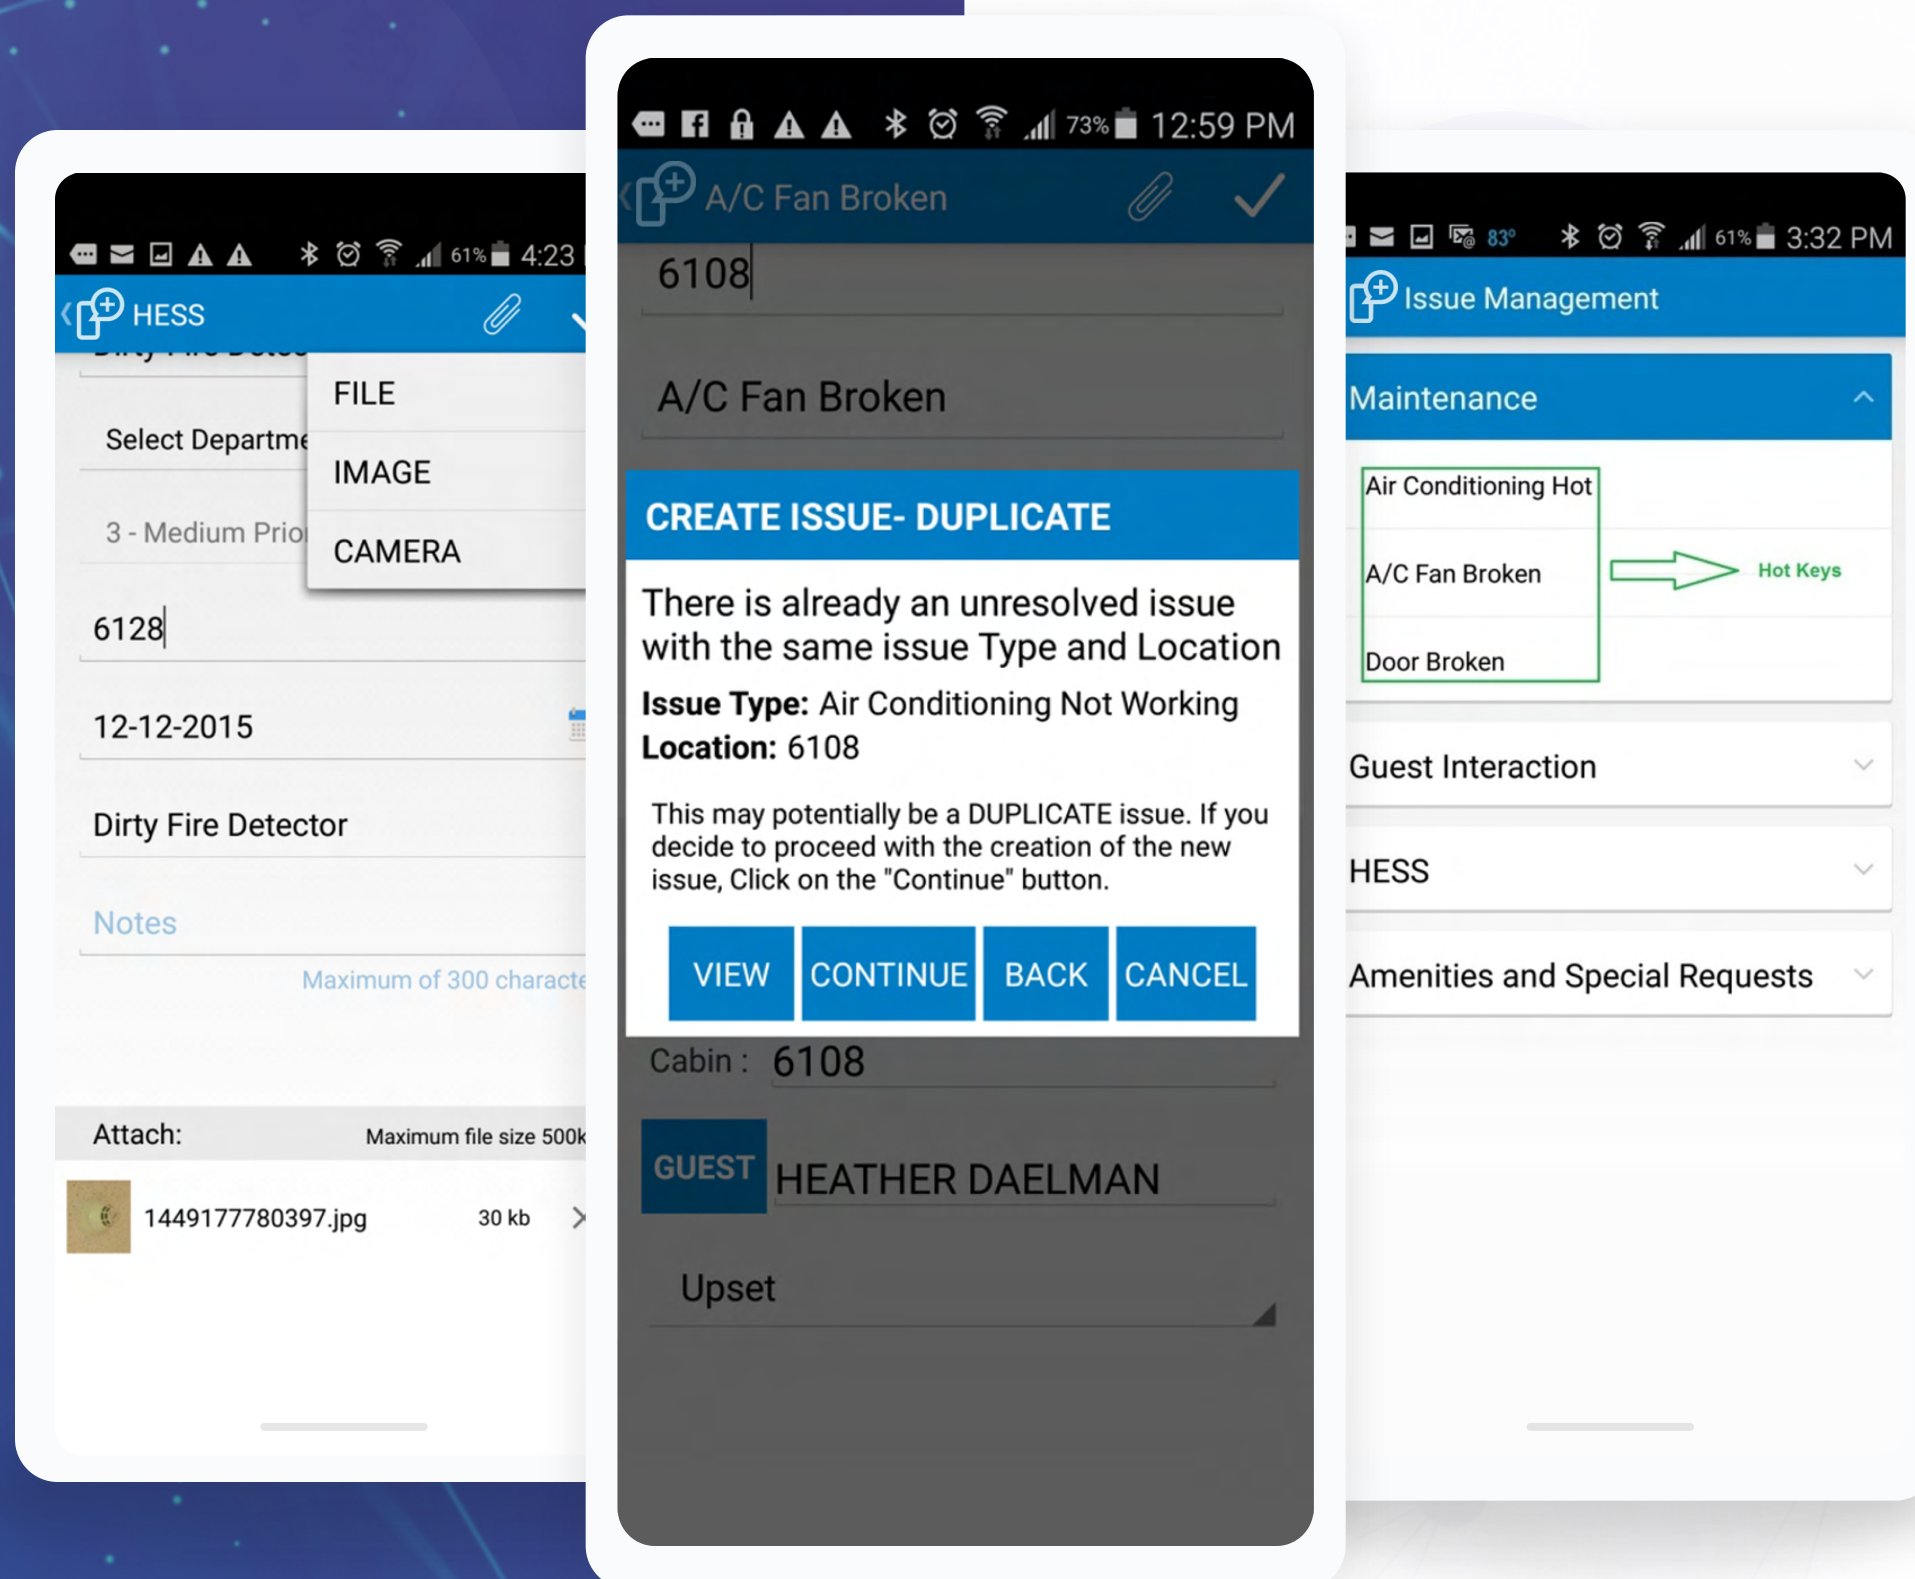 61% 4:23
HESS
Dirty Fire Detec
FILE
Select Departme
IMAGE
3 - Medium Prior
CAMERA
6128
12-12-2015
Dirty Fire Detector
Notes
Maximum of 300 characte
Attach:
Maximum file size 500k
1449177780397.jpg
30 kb
73% 12:59 PM
A/C Fan Broken
6108
A/C Fan Broken
CREATE ISSUE- DUPLICATE
There is already an unresolved issue
with the same issue Type and Location
Issue Type: Air Conditioning Not Working
Location: 6108
This may potentially be a DUPLICATE issue. If you
decide to proceed with the creation of the new
issue, Click on the "Continue" button.
VIEW CONTINUE BACK CANCEL
Cabin : 6108
GUEST HEATHER DAELMAN
Upset
83° 61% 3:32 PM
Issue Management
Maintenance
Air Conditioning Hot
A/C Fan Broken
Hot Keys
Door Broken
Guest Interaction
HESS
Amenities and Special Requests